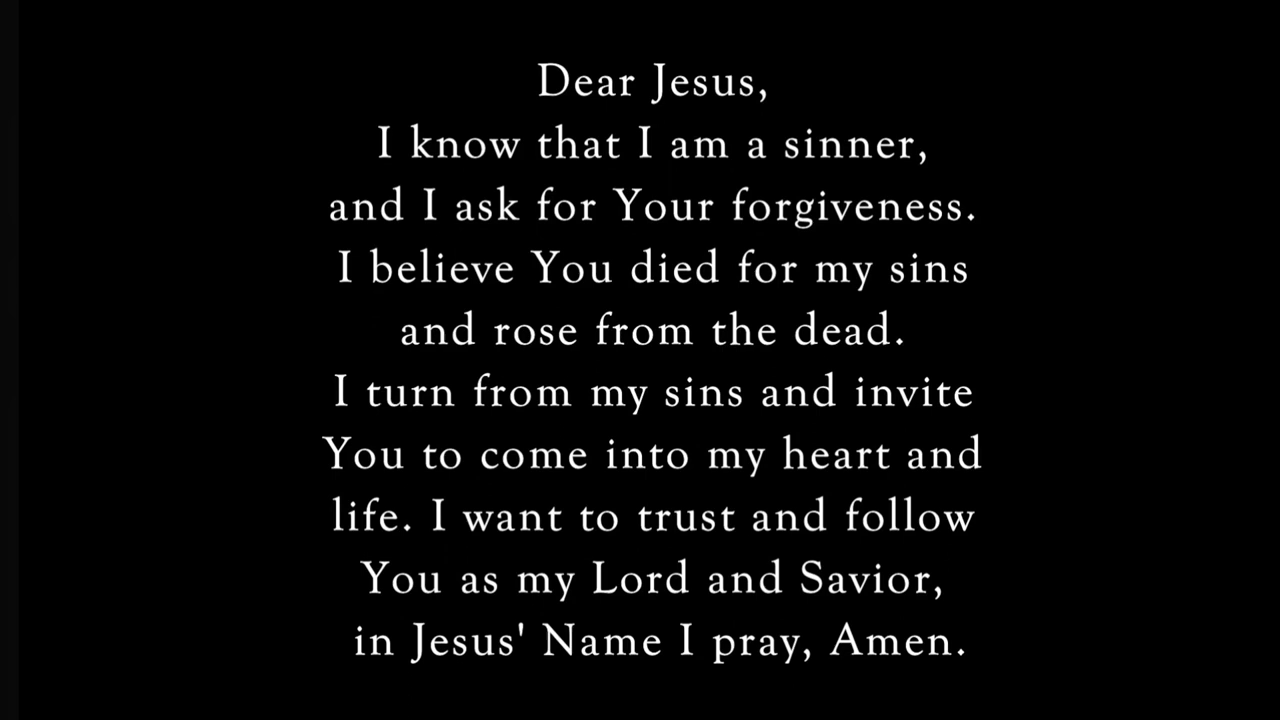 Dear Jesus,
I know that I am a sinner,
and I ask for Your forgiveness.
I believe You died for my sins
and rose from the dead.
I turn from my sins and invite
You to come into my heart and
life. I want to trust and follow
You as my Lord and Savior,
in Jesus' Name I pray, Amen.